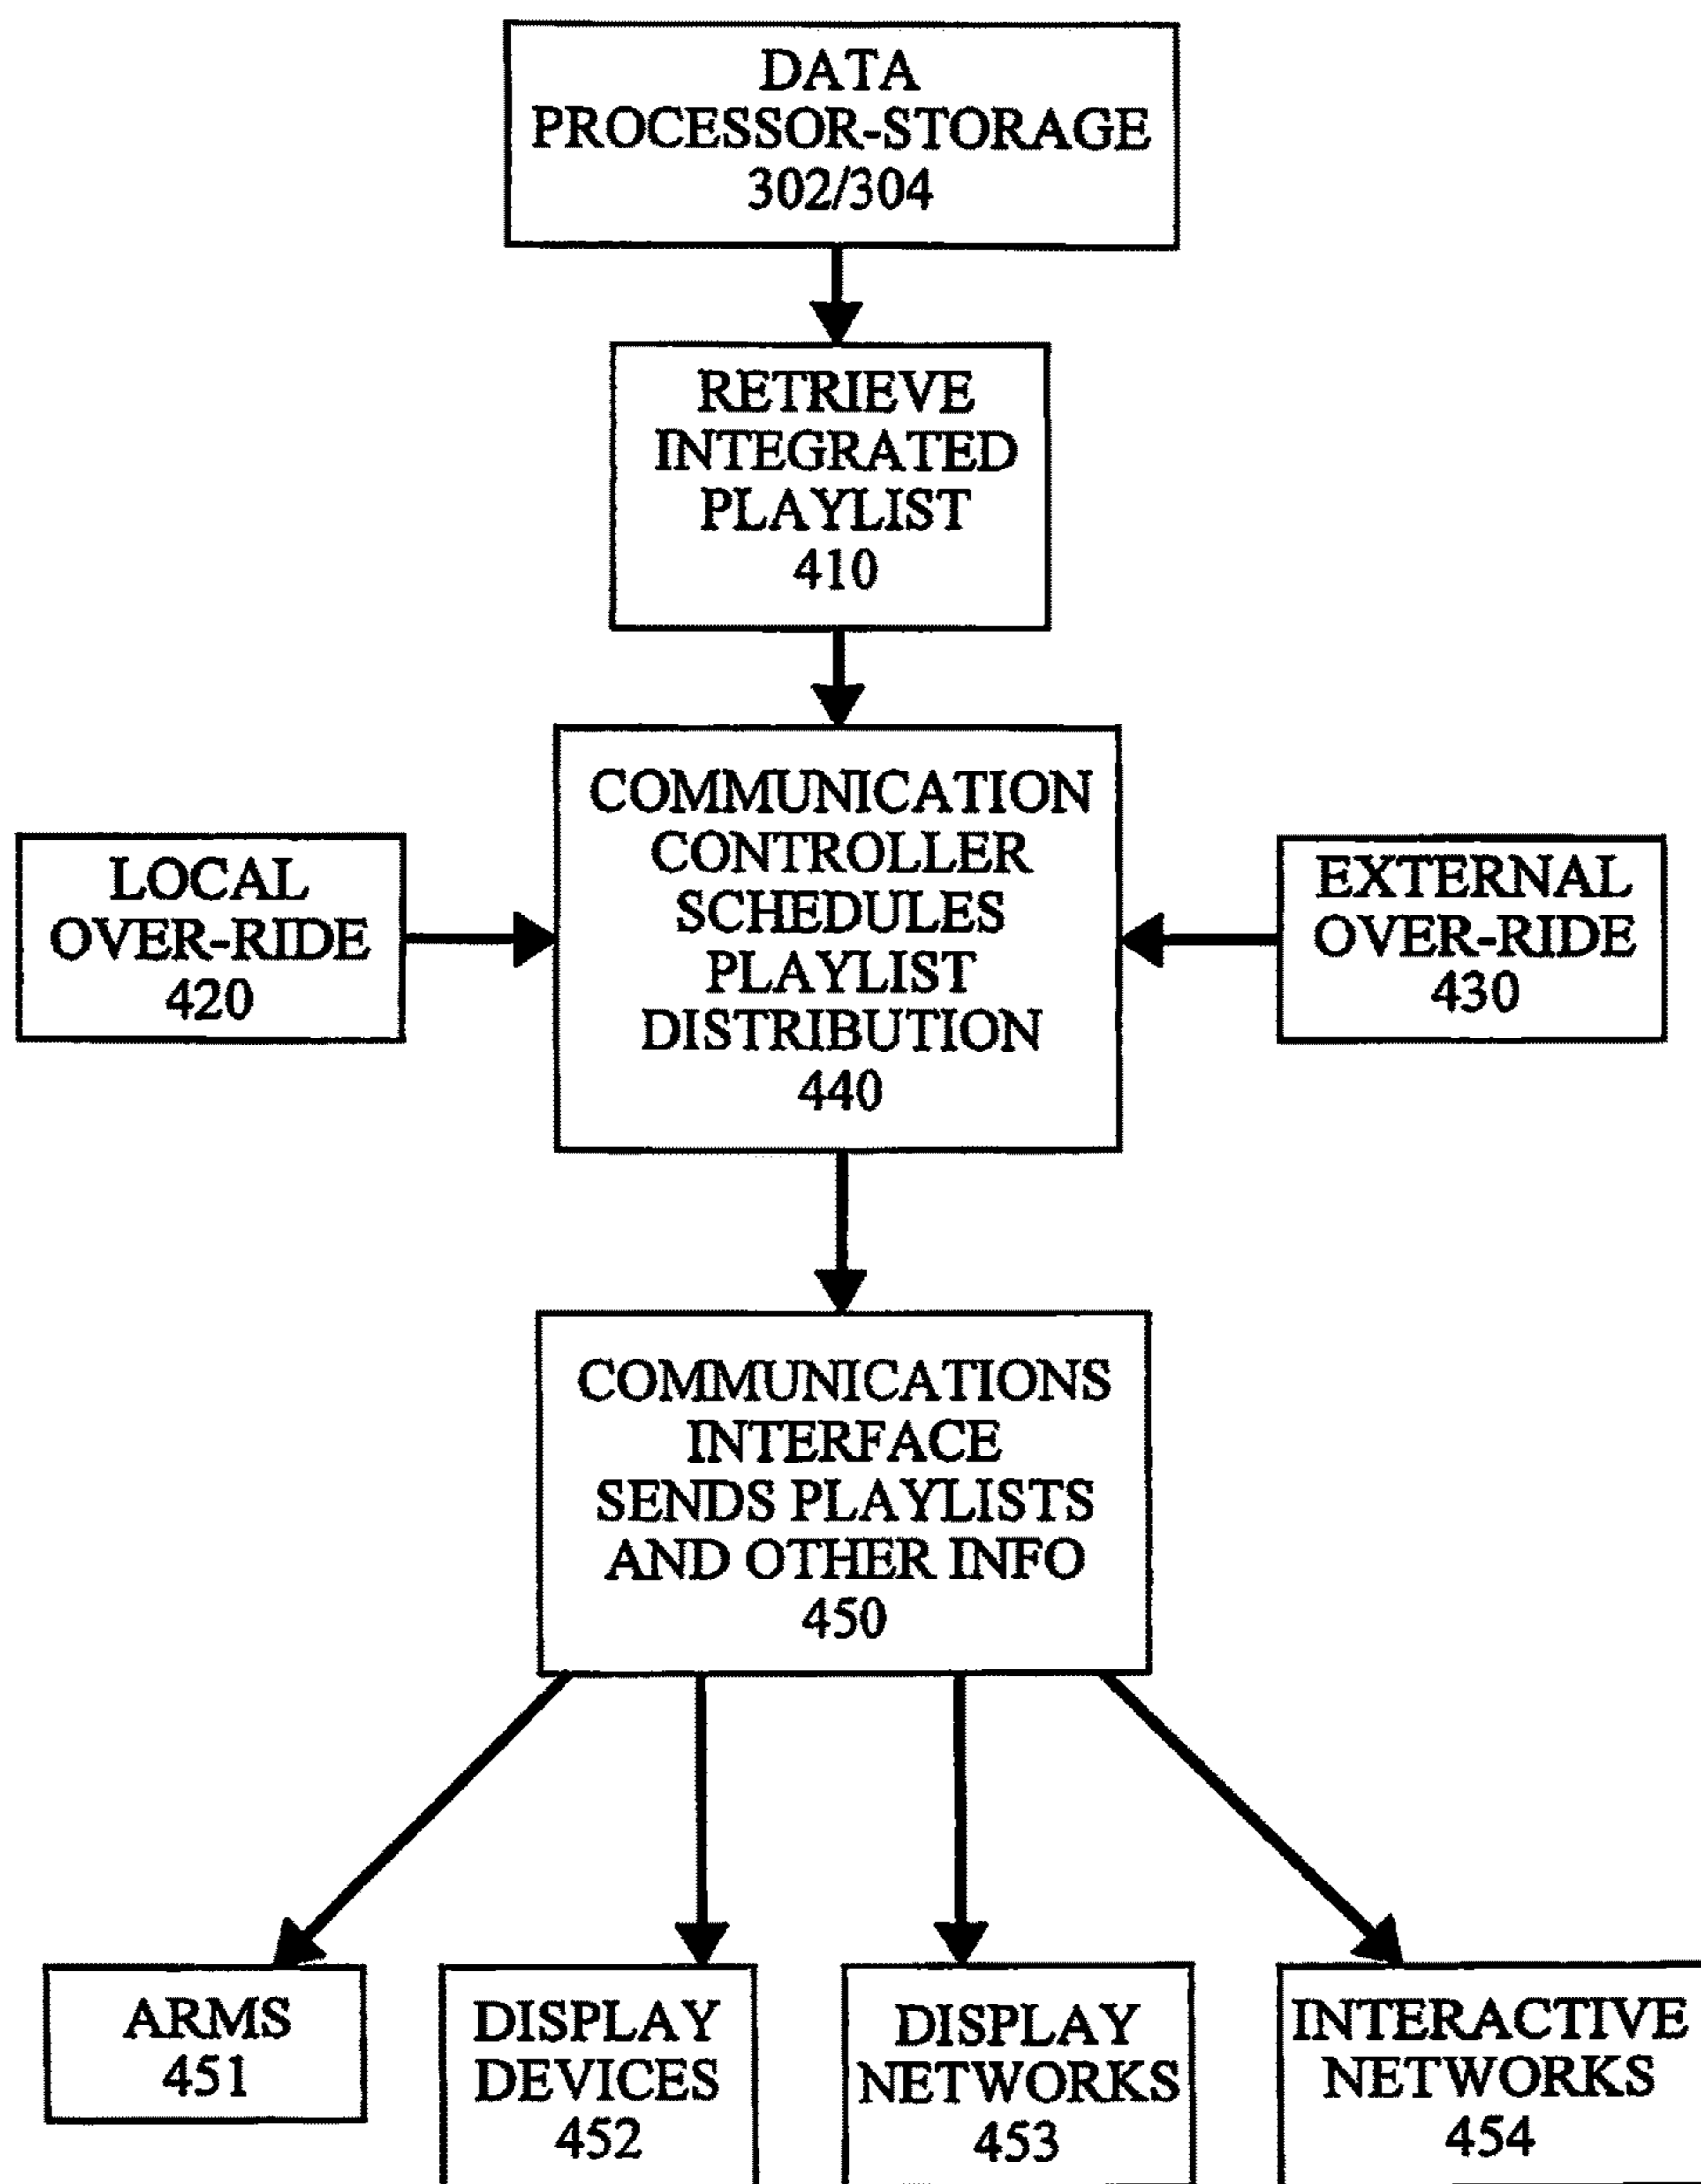 DATA
PROCESSOR-STORAGE
302/304
RETRIEVE
INTEGRATED
PLAYLIST
410
COMMUNICATION
CONTROLLER
SCHEDULES
PLAYLIST
DISTRIBUTION
440
LOCAL
OVER-RIDE
420
EXTERNAL
OVER-RIDE
430
COMMUNICATIONS
INTERFACE
SENDS PLAYLISTS
AND OTHER INFO
450
ARMS
451
DISPLAY
DEVICES
452
DISPLAY
NETWORKS
453
INTERACTIVE
NETWORKS
454